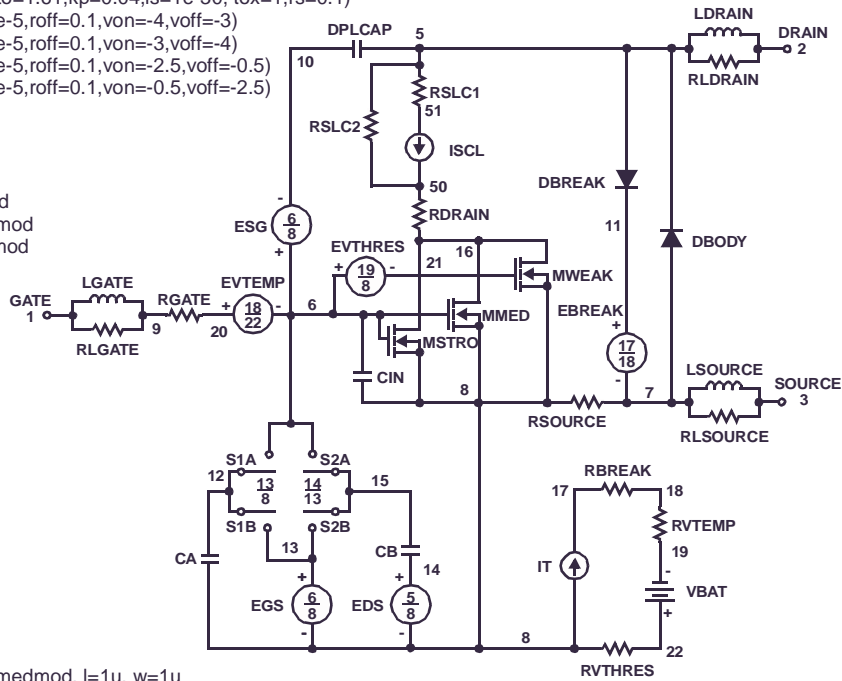 e-5,roff=0.1,von=-4,voff=-3)
e-5,roff=0.1,von=-3,voff=-4)
e-5,roff=0.1,von=-2.5,voff=-0.5)
e-5,roff=0.1,von=-0.5,voff=-2.5)
LDRAIN
DPLCAP 5 DRAIN
10 2
RLDRAIN
RSLC1
51
RSLC2
ISCL
50
DBREAK
d
mod
mod
-
ESG 6/8
+
RDRAIN
11
DBODY
EVTHRES
16
+ 19/8 - 21
MWEAK
LGATE EVTEMP
GATE RGATE + 18/22 - 6
1
EBREAK
+
MMED
9 20
RLGATE
MSTRO
17/18
-
LSOURCE
CIN
8 7 SOURCE
3
RSOURCE
RLSOURCE
S1A S2A
12 13/8 14/13 15
S1B S2B
RBREAK
17 18
RVTEMP
13
CA CB
14
19
IT
-
VBAT
+ +
EGS 6/8 EDS 5/8
- -
+
8 22
RVTHRES
medmod, l=1u, w=1u